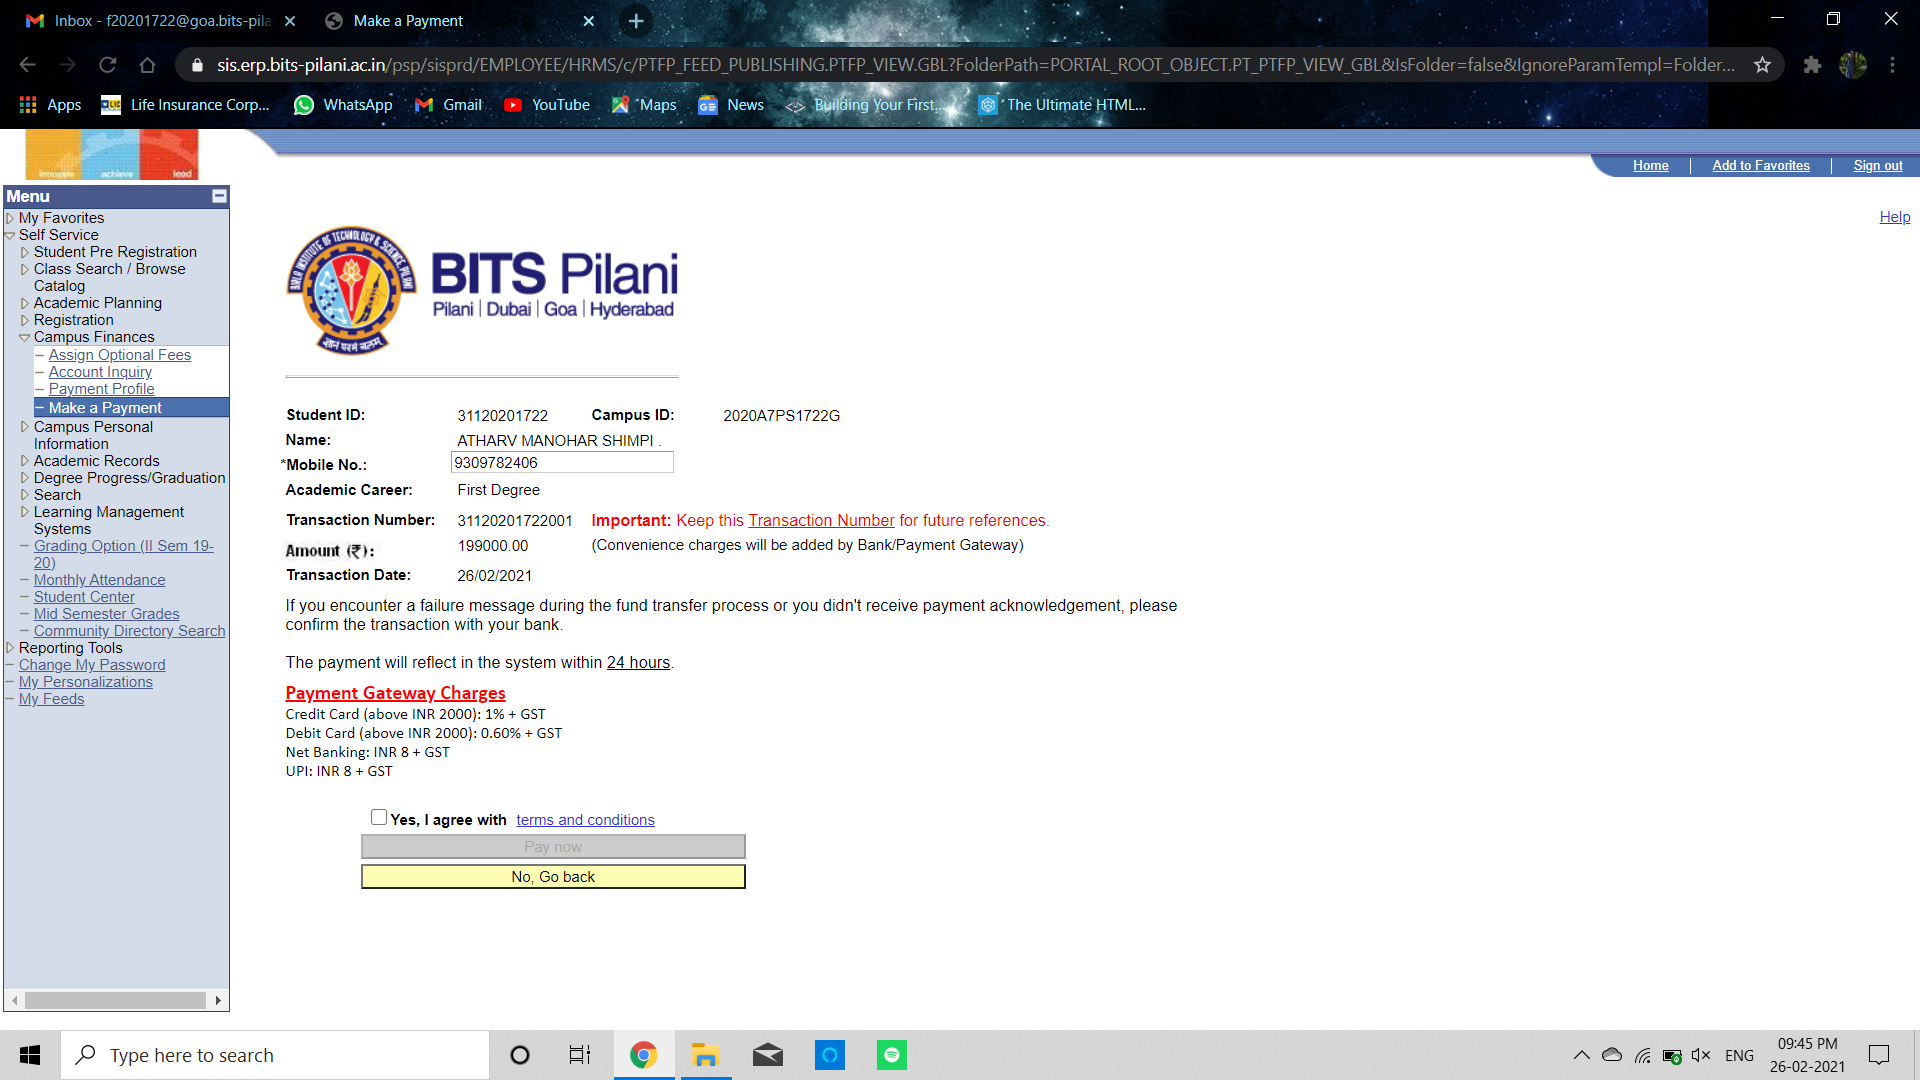 Inbox - f20201722@goa.bits-pila
Make a Payment
sis.erp.bits-pilani.ac.in/psp/sisprd/EMPLOYEE/HRMS/c/PTFP_FEED_PUBLISHING.PTFP_VIEW.GBL?FolderPath=PORTAL_ROOT_OBJECT.PT_PTFP_VIEW_GBL&IsFolder=false&IgnoreParamTempl=Folder...
Apps
Life Insurance Corp...
WhatsApp
Gmail
YouTube
Maps
News
Building Your First...
The Ultimate HTML...
innovate achieve lead
Home
Add to Favorites
Sign out
Help
Menu
My Favorites
Self Service
Student Pre Registration
Class Search / Browse
Catalog
Academic Planning
Registration
Campus Finances
Assign Optional Fees
Account Inquiry
Payment Profile
Make a Payment
Campus Personal
Information
Academic Records
Degree Progress/Graduation
Search
Learning Management
Systems
Grading Option (II Sem 19-
20)
Monthly Attendance
Student Center
Mid Semester Grades
Community Directory Search
Reporting Tools
Change My Password
My Personalizations
My Feeds
BIRLA INSTITUTE OF TECHNOLOGY & SCIENCE PILANI
ज्ञानं परमं बलम्
BITS Pilani
Pilani | Dubai | Goa | Hyderabad
Student ID: 31120201722 Campus ID: 2020A7PS1722G
Name: ATHARV MANOHAR SHIMPI .
*Mobile No.: 9309782406
Academic Career: First Degree
Transaction Number: 31120201722001 Important: Keep this Transaction Number for future references.
Amount (₹): 199000.00 (Convenience charges will be added by Bank/Payment Gateway)
Transaction Date: 26/02/2021
If you encounter a failure message during the fund transfer process or you didn't receive payment acknowledgement, please
confirm the transaction with your bank.
The payment will reflect in the system within 24 hours.
Payment Gateway Charges
Credit Card (above INR 2000): 1% + GST
Debit Card (above INR 2000): 0.60% + GST
Net Banking: INR 8 + GST
UPI: INR 8 + GST
Yes, I agree with terms and conditions
Pay now
No, Go back
Type here to search
ENG
09:45 PM
26-02-2021